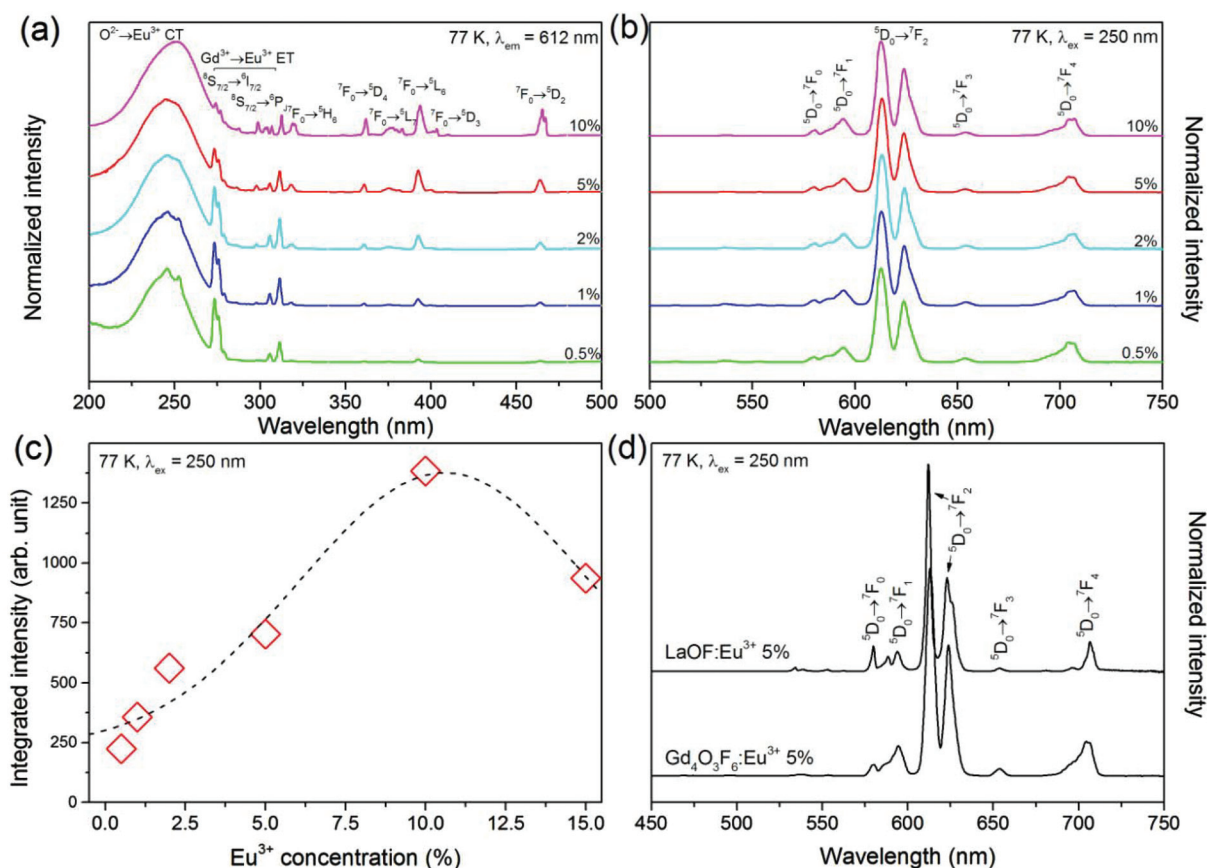 (a)
O²⁻→Eu³⁺ CT
77 K, λem = 612 nm
Gd³⁺→Eu³⁺ ET
⁸S7/2→⁶I7/2
⁸S7/2→⁶PJ
⁷F0→⁵H6
⁷F0→⁵D4
⁷F0→⁵L7
⁷F0→⁵L6
⁷F0→⁵D3
⁷F0→⁵D2
10%
5%
2%
1%
0.5%
Normalized intensity
200 250 300 350 400 450 500
Wavelength (nm)
(b)
77 K, λex = 250 nm
⁵D0→⁷F0
⁵D0→⁷F1
⁵D0→⁷F2
⁵D0→⁷F3
⁵D0→⁷F4
10%
5%
2%
1%
0.5%
Normalized intensity
500 550 600 650 700 750
Wavelength (nm)
(c)
77 K, λex = 250 nm
Integrated intensity (arb. unit)
1250
1000
750
500
250
0
0.0 2.5 5.0 7.5 10.0 12.5 15.0
Eu³⁺ concentration (%)
(d)
77 K, λex = 250 nm
⁵D0→⁷F0
⁵D0→⁷F1
⁵D0→⁷F2
⁵D0→⁷F3
⁵D0→⁷F4
LaOF:Eu³⁺ 5%
Gd4O3F6:Eu³⁺ 5%
Normalized intensity
450 500 550 600 650 700 750
Wavelength (nm)